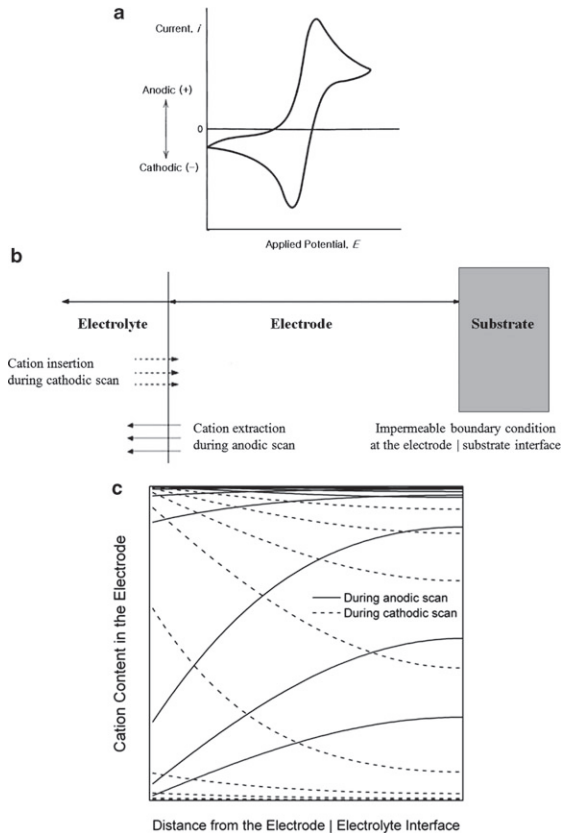 a
Current, i
Anodic (+)
0
Cathodic (−)
Applied Potential, E
b
Electrolyte
Electrode
Substrate
Cation insertion
during cathodic scan
Cation extraction
during anodic scan
Impermeable boundary condition
at the electrode | substrate interface
c
Cation Content in the Electrode
During anodic scan
During cathodic scan
Distance from the Electrode | Electrolyte Interface